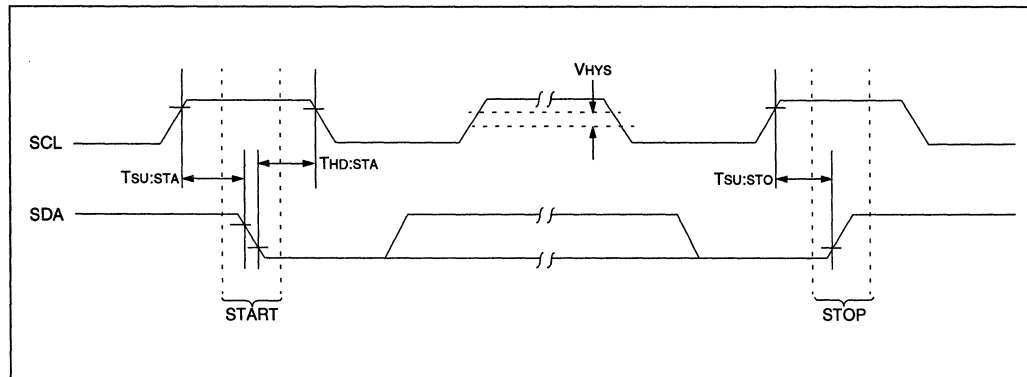 VHYS
SCL
TSU:STA
THD:STA
TSU:STO
SDA
START
STOP